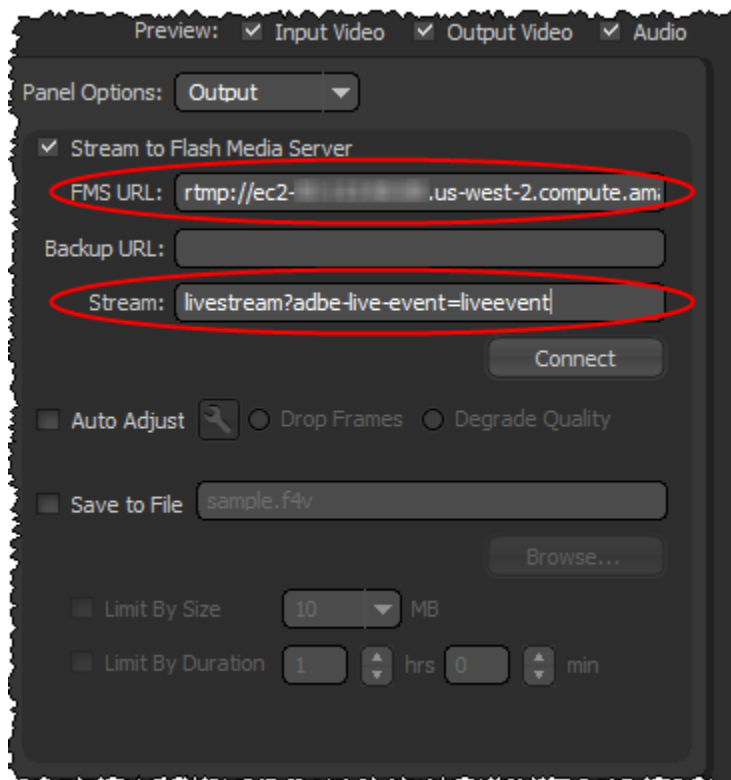 Preview: Input Video Output Video Audio
Panel Options: Output
Stream to Flash Media Server
FMS URL: rtmp://ec2- .us-west-2.compute.ama
Backup URL:
Stream: livestream?adbe-live-event=liveevent
Connect
Auto Adjust Drop Frames Degrade Quality
Save to File sample.f4v
Browse...
Limit By Size 10 MB
Limit By Duration 1 hrs 0 min